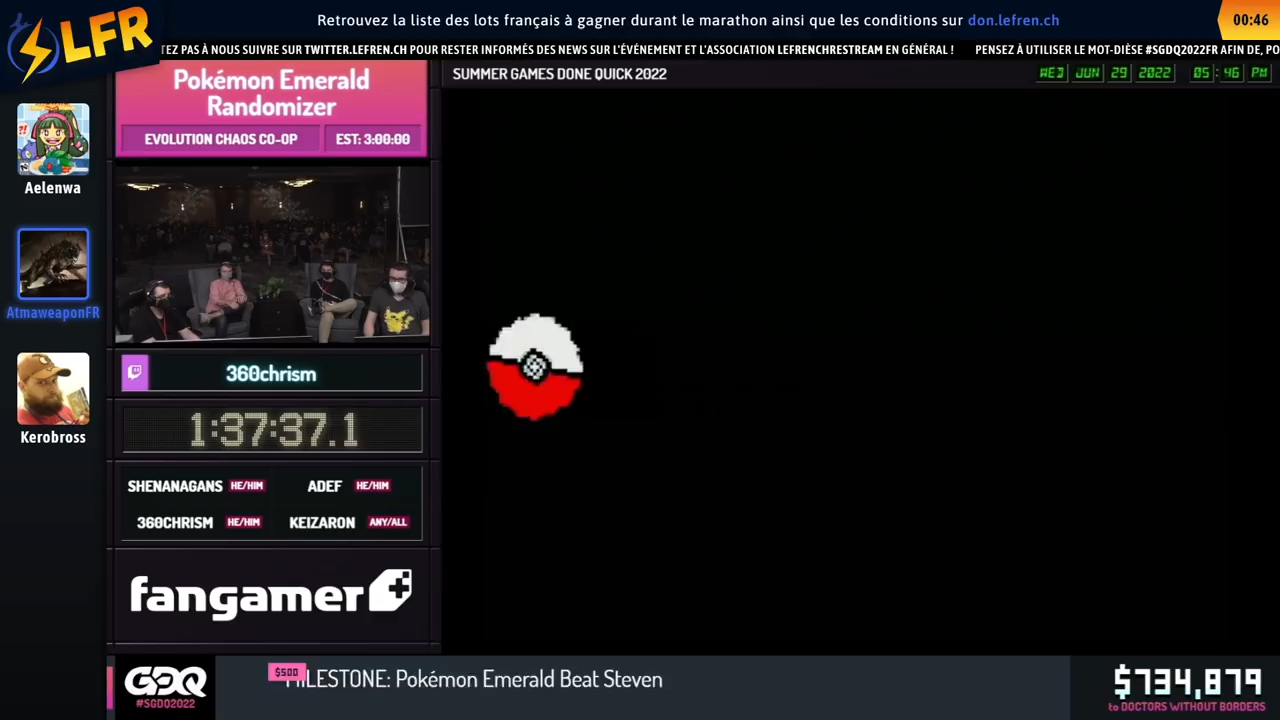 LFR
Retrouvez la liste des lots français à gagner durant le marathon ainsi que les conditions sur don.lefren.ch
00:46
TEZ PAS À NOUS SUIVRE SUR TWITTER.LEFREN.CH POUR RESTER INFORMÉS DES NEWS SUR L'ÉVÉNEMENT ET L'ASSOCIATION LEFRENCHRESTREAM EN GÉNÉRAL ! PENSEZ À UTILISER LE MOT-DIÈSE #SGDQ2022FR AFIN DE, PO
Pokémon Emerald
Randomizer
EVOLUTION CHAOS CO-OP
EST: 3:00:00
SUMMER GAMES DONE QUICK 2022
WED JUN 29 2022 05:46 PM
Aelenwa
AtmaweaponFR
Kerobross
360chrism
1:37:37.1
SHENANAGANS HE/HIM
ADEF HE/HIM
360CHRISM HE/HIM
KEIZARON ANY/ALL
fangamer
GDQ
#SGDQ2022
$500
MILESTONE: Pokémon Emerald Beat Steven
$734,879
to DOCTORS WITHOUT BORDERS